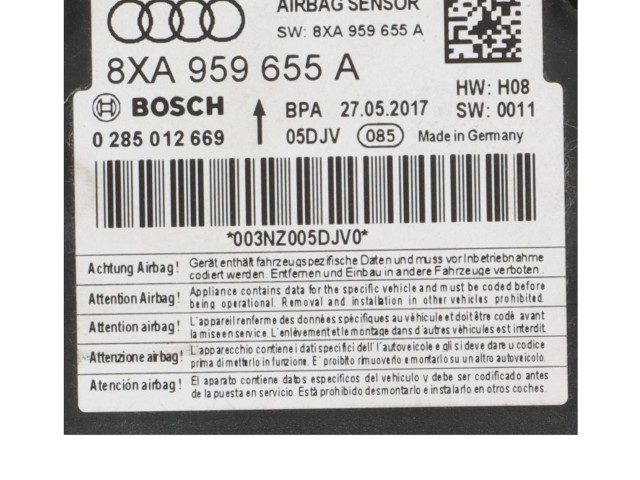 AIRBAG SENSOR
SW: 8XA 959 655 A
8XA 959 655 A
HW: H08
BOSCH
BPA 27.05.2017
SW: 0011
0 285 012 669
05DJV
085
Made in Germany
*003NZ005DJV0*
Achtung Airbag!
Gerät enthält fahrzeugspezifische Daten und muss vor Inbetriebnahme
codiert werden. Entfernen und Einbau in andere Fahrzeuge verboten.
Attention Airbag!
Appliance contains data for the specific vehicle and must be coded before
being operational. Removal and installation in other vehicles prohibited.
Attention airbag!
L'appareil renferme des données spécifiques au véhicule et doit être codé avant
la mise en service. L'enlèvement et le montage dans d'autres véhicules est interdit.
Attenzione airbag!
L'apparecchio contiene i dati specifici dell'l'autoveicole e gli si deve dare u codice
prima di metterlo in funzione. E' proibito rimuoverlo e montarlo su un altro autoveicolo.
Atención airbag!
El aparato contiene datos específicos del vehículo y debe ser codificado antes
de la puesta en servicio. Está prohibido desmontarlo e instalarlo en otros coches